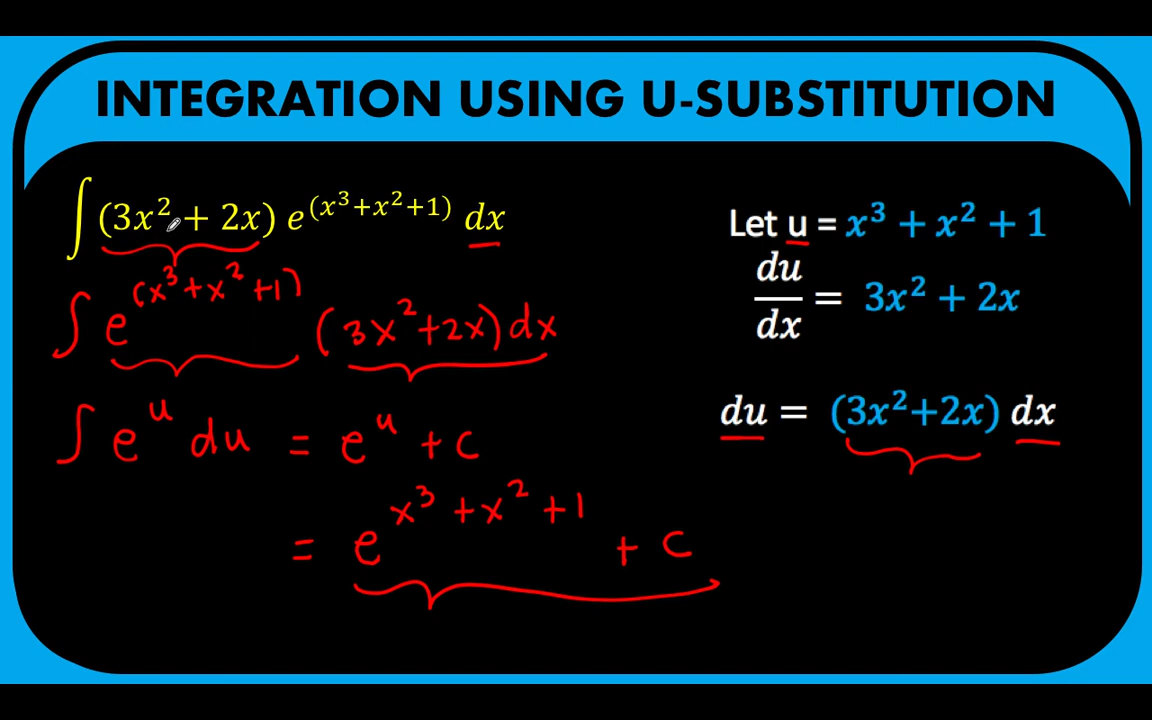 INTEGRATION USING U-SUBSTITUTION
∫ (3x² + 2x) e^(x³+x²+1) dx
∫ e^(x³+x²+1) (3x²+2x) dx
∫ e^u du = e^u + c
= e^(x³+x²+1) + c
Let u = x³ + x² + 1
du/dx = 3x² + 2x
du = (3x²+2x) dx